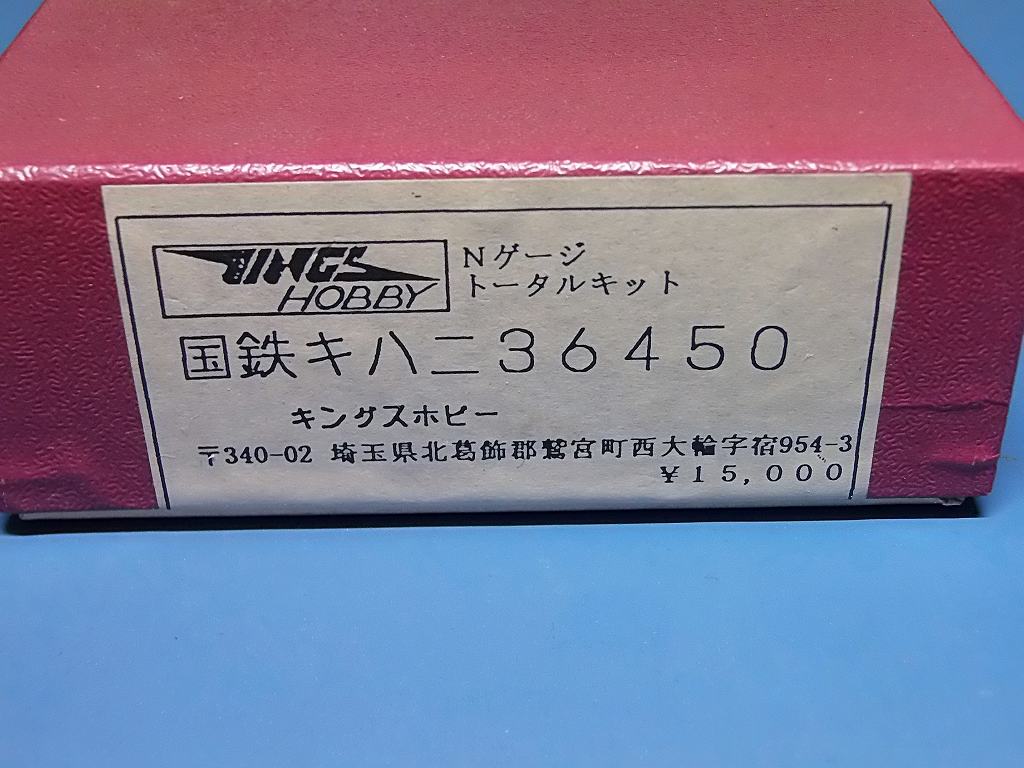 KINGS
HOBBY
Nゲージ
トータルキット
国鉄キハニ36450
キングスホビー
〒340-02 埼玉県北葛飾郡鷲宮町西大輪字宿954-3
¥15,000